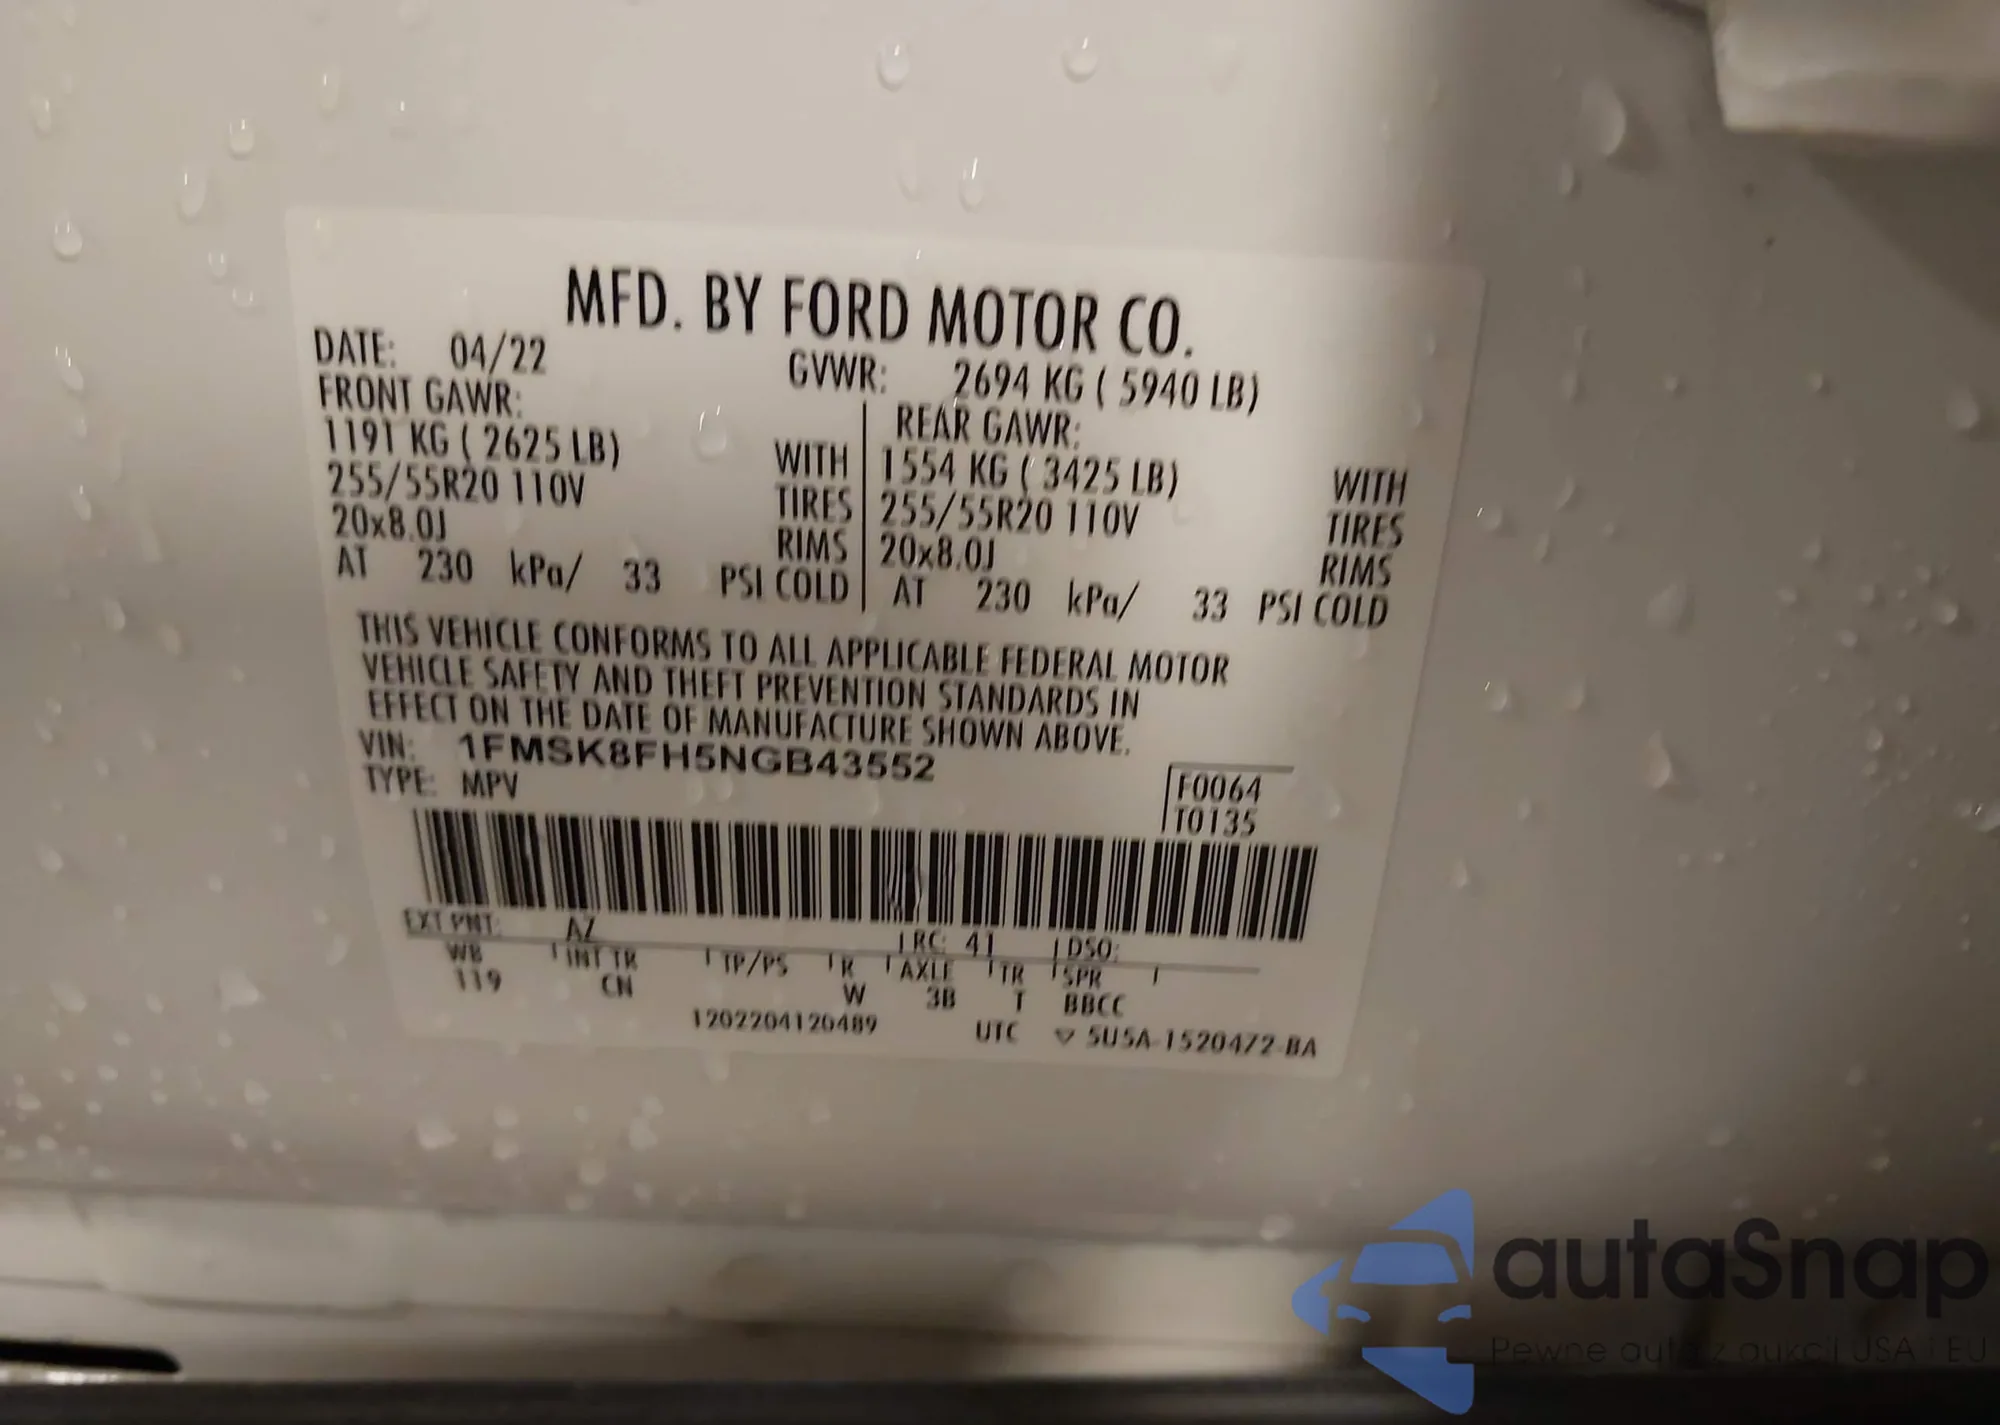 MFD. BY FORD MOTOR CO.
DATE: 04/22 GVWR: 2694 KG ( 5940 LB)
FRONT GAWR: REAR GAWR:
1191 KG ( 2625 LB) WITH 1554 KG ( 3425 LB) WITH
255/55R20 110V TIRES 255/55R20 110V TIRES
20x8.0J RIMS 20x8.0J RIMS
AT 230 kPa/ 33 PSI COLD AT 230 kPa/ 33 PSI COLD
THIS VEHICLE CONFORMS TO ALL APPLICABLE FEDERAL MOTOR
VEHICLE SAFETY AND THEFT PREVENTION STANDARDS IN
EFFECT ON THE DATE OF MANUFACTURE SHOWN ABOVE.
VIN: 1FMSK8FH5NGB43552
TYPE: MPV
F0064
T0135
EXT PNT: AZ RC: 41 DSO:
WB INT TR TP/PS R AXLE TR SPR
119 CN W 3B T BBCC
1202204120489 UTC ▽ 5U5A-1520472-BA
autaSnap
Pewne auta z aukcji USA i EU